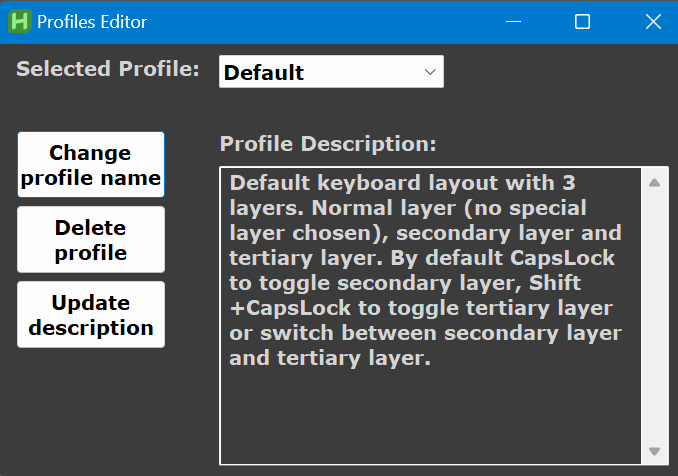 H Profiles Editor
Selected Profile: Default
Change
profile name
Delete
profile
Update
description
Profile Description:
Default keyboard layout with 3
layers. Normal layer (no special
layer chosen), secondary layer and
tertiary layer. By default CapsLock
to toggle secondary layer, Shift
+CapsLock to toggle tertiary layer
or switch between secondary layer
and tertiary layer.